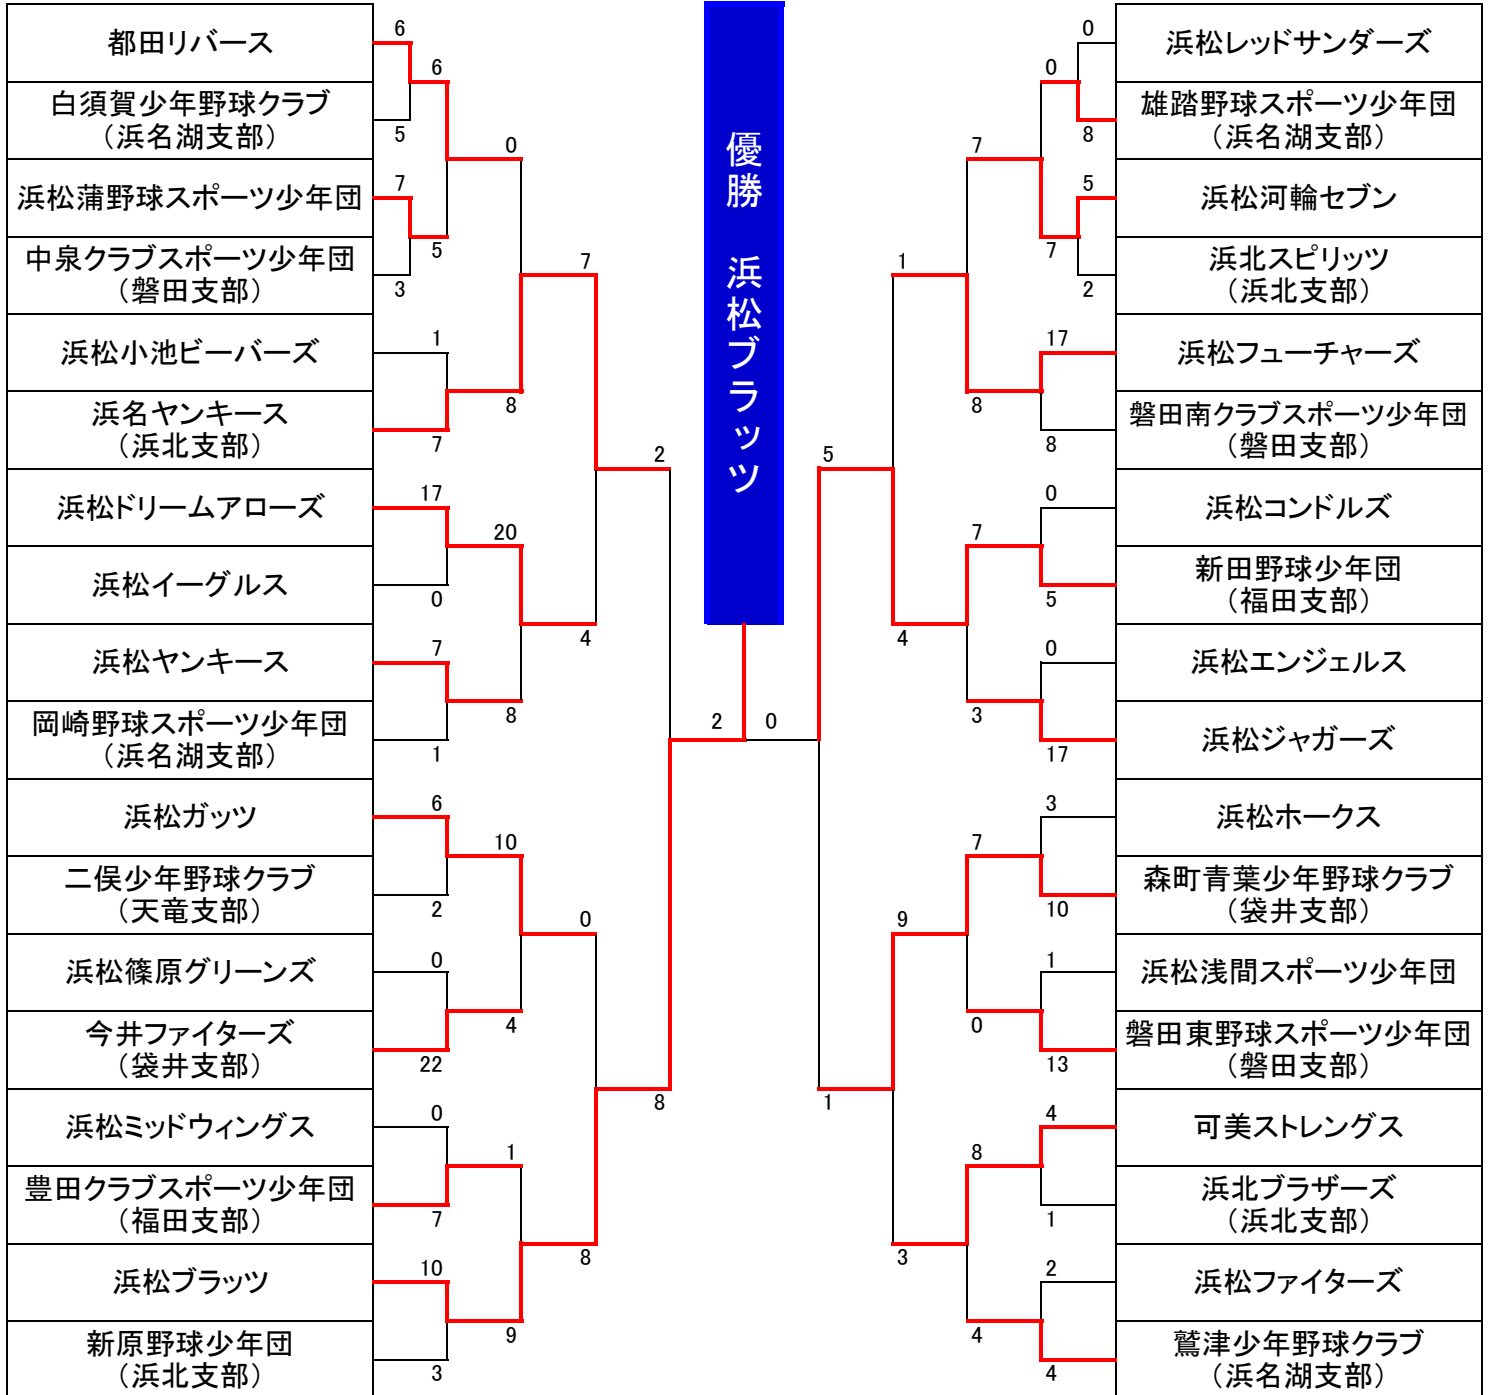 都田リバース
白須賀少年野球クラブ
（浜名湖支部）
浜松蒲野球スポーツ少年団
中泉クラブスポーツ少年団
（磐田支部）
浜松小池ビーバーズ
浜名ヤンキース
（浜北支部）
浜松ドリームアローズ
浜松イーグルス
浜松ヤンキース
岡崎野球スポーツ少年団
（浜名湖支部）
浜松ガッツ
二俣少年野球クラブ
（天竜支部）
浜松篠原グリーンズ
今井ファイターズ
（袋井支部）
浜松ミッドウィングス
豊田クラブスポーツ少年団
（福田支部）
浜松ブラッツ
新原野球少年団
（浜北支部）
6
5
7
3
1
7
17
0
7
1
6
2
0
22
0
7
10
3
6
5
0
8
20
8
10
4
1
9
7
4
0
8
2
8
2
優勝　浜松ブラッツ
0
5
1
1
4
9
3
7
8
7
3
7
0
8
4
0
7
0
8
5
2
17
8
0
5
0
17
3
10
1
13
4
1
2
4
浜松レッドサンダーズ
雄踏野球スポーツ少年団
（浜名湖支部）
浜松河輪セブン
浜北スピリッツ
（浜北支部）
浜松フューチャーズ
磐田南クラブスポーツ少年団
（磐田支部）
浜松コンドルズ
新田野球少年団
（福田支部）
浜松エンジェルス
浜松ジャガーズ
浜松ホークス
森町青葉少年野球クラブ
（袋井支部）
浜松浅間スポーツ少年団
磐田東野球スポーツ少年団
（磐田支部）
可美ストレングス
浜北ブラザーズ
（浜北支部）
浜松ファイターズ
鷲津少年野球クラブ
（浜名湖支部）